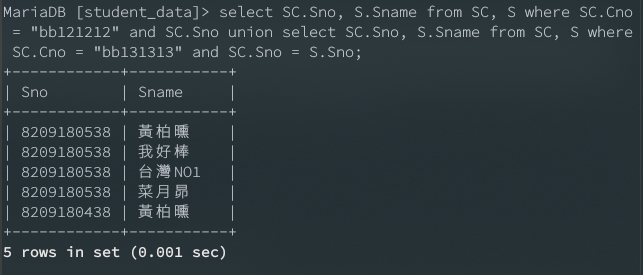 MariaDB [student_data]> select SC.Sno, S.Sname from SC, S where SC.Cno
= "bb121212" and SC.Sno union select SC.Sno, S.Sname from SC, S where
SC.Cno = "bb131313" and SC.Sno = S.Sno;
+------------+-----------+
| Sno        | Sname     |
+------------+-----------+
| 8209180538 | 黃柏曛    |
| 8209180538 | 我好棒    |
| 8209180538 | 台灣NO1   |
| 8209180538 | 菜月昴    |
| 8209180438 | 黃柏曛    |
+------------+-----------+
5 rows in set (0.001 sec)